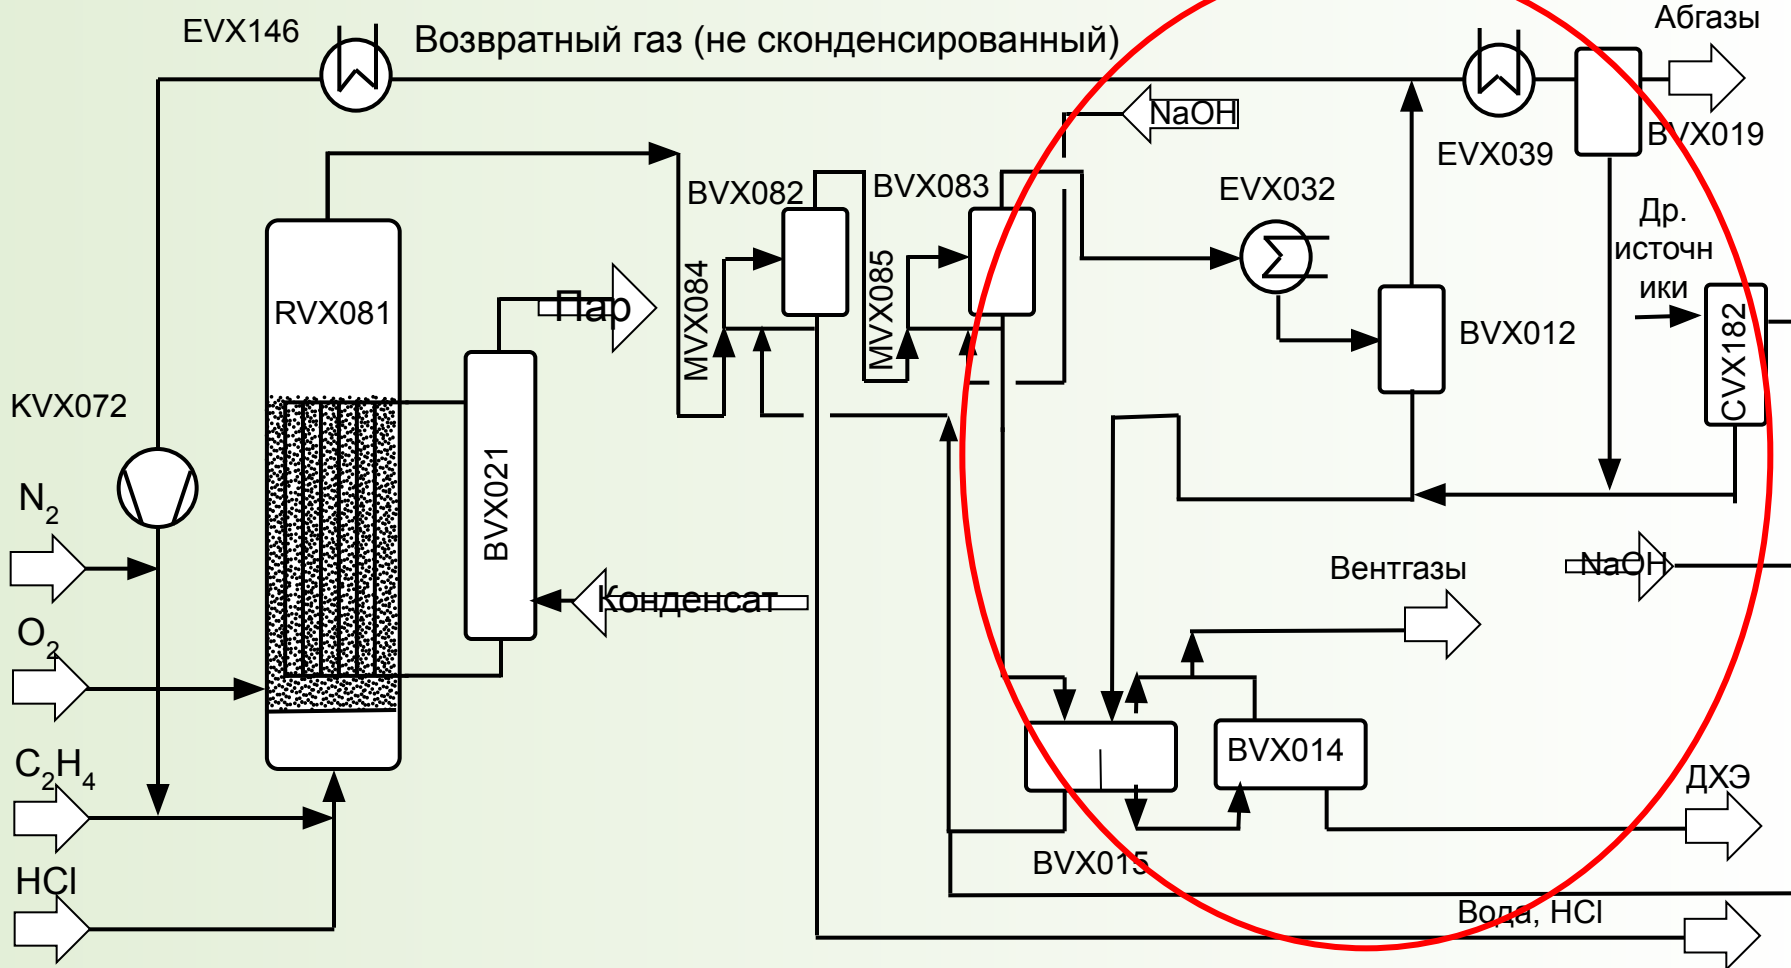 EVX146
Возвратный газ (не сконденсированный)
Абгазы
NaOH
BVX019
EVX039
BVX082
BVX083
EVX032
Др.
источн
ики
MVX084
MVX085
RVX081
Пар
BVX012
CVX182
KVX072
BVX021
N2
NaOH
Вентгазы
Конденсат
O2
C2H4
BVX014
ДХЭ
BVX015
HCl
Вода, HCl